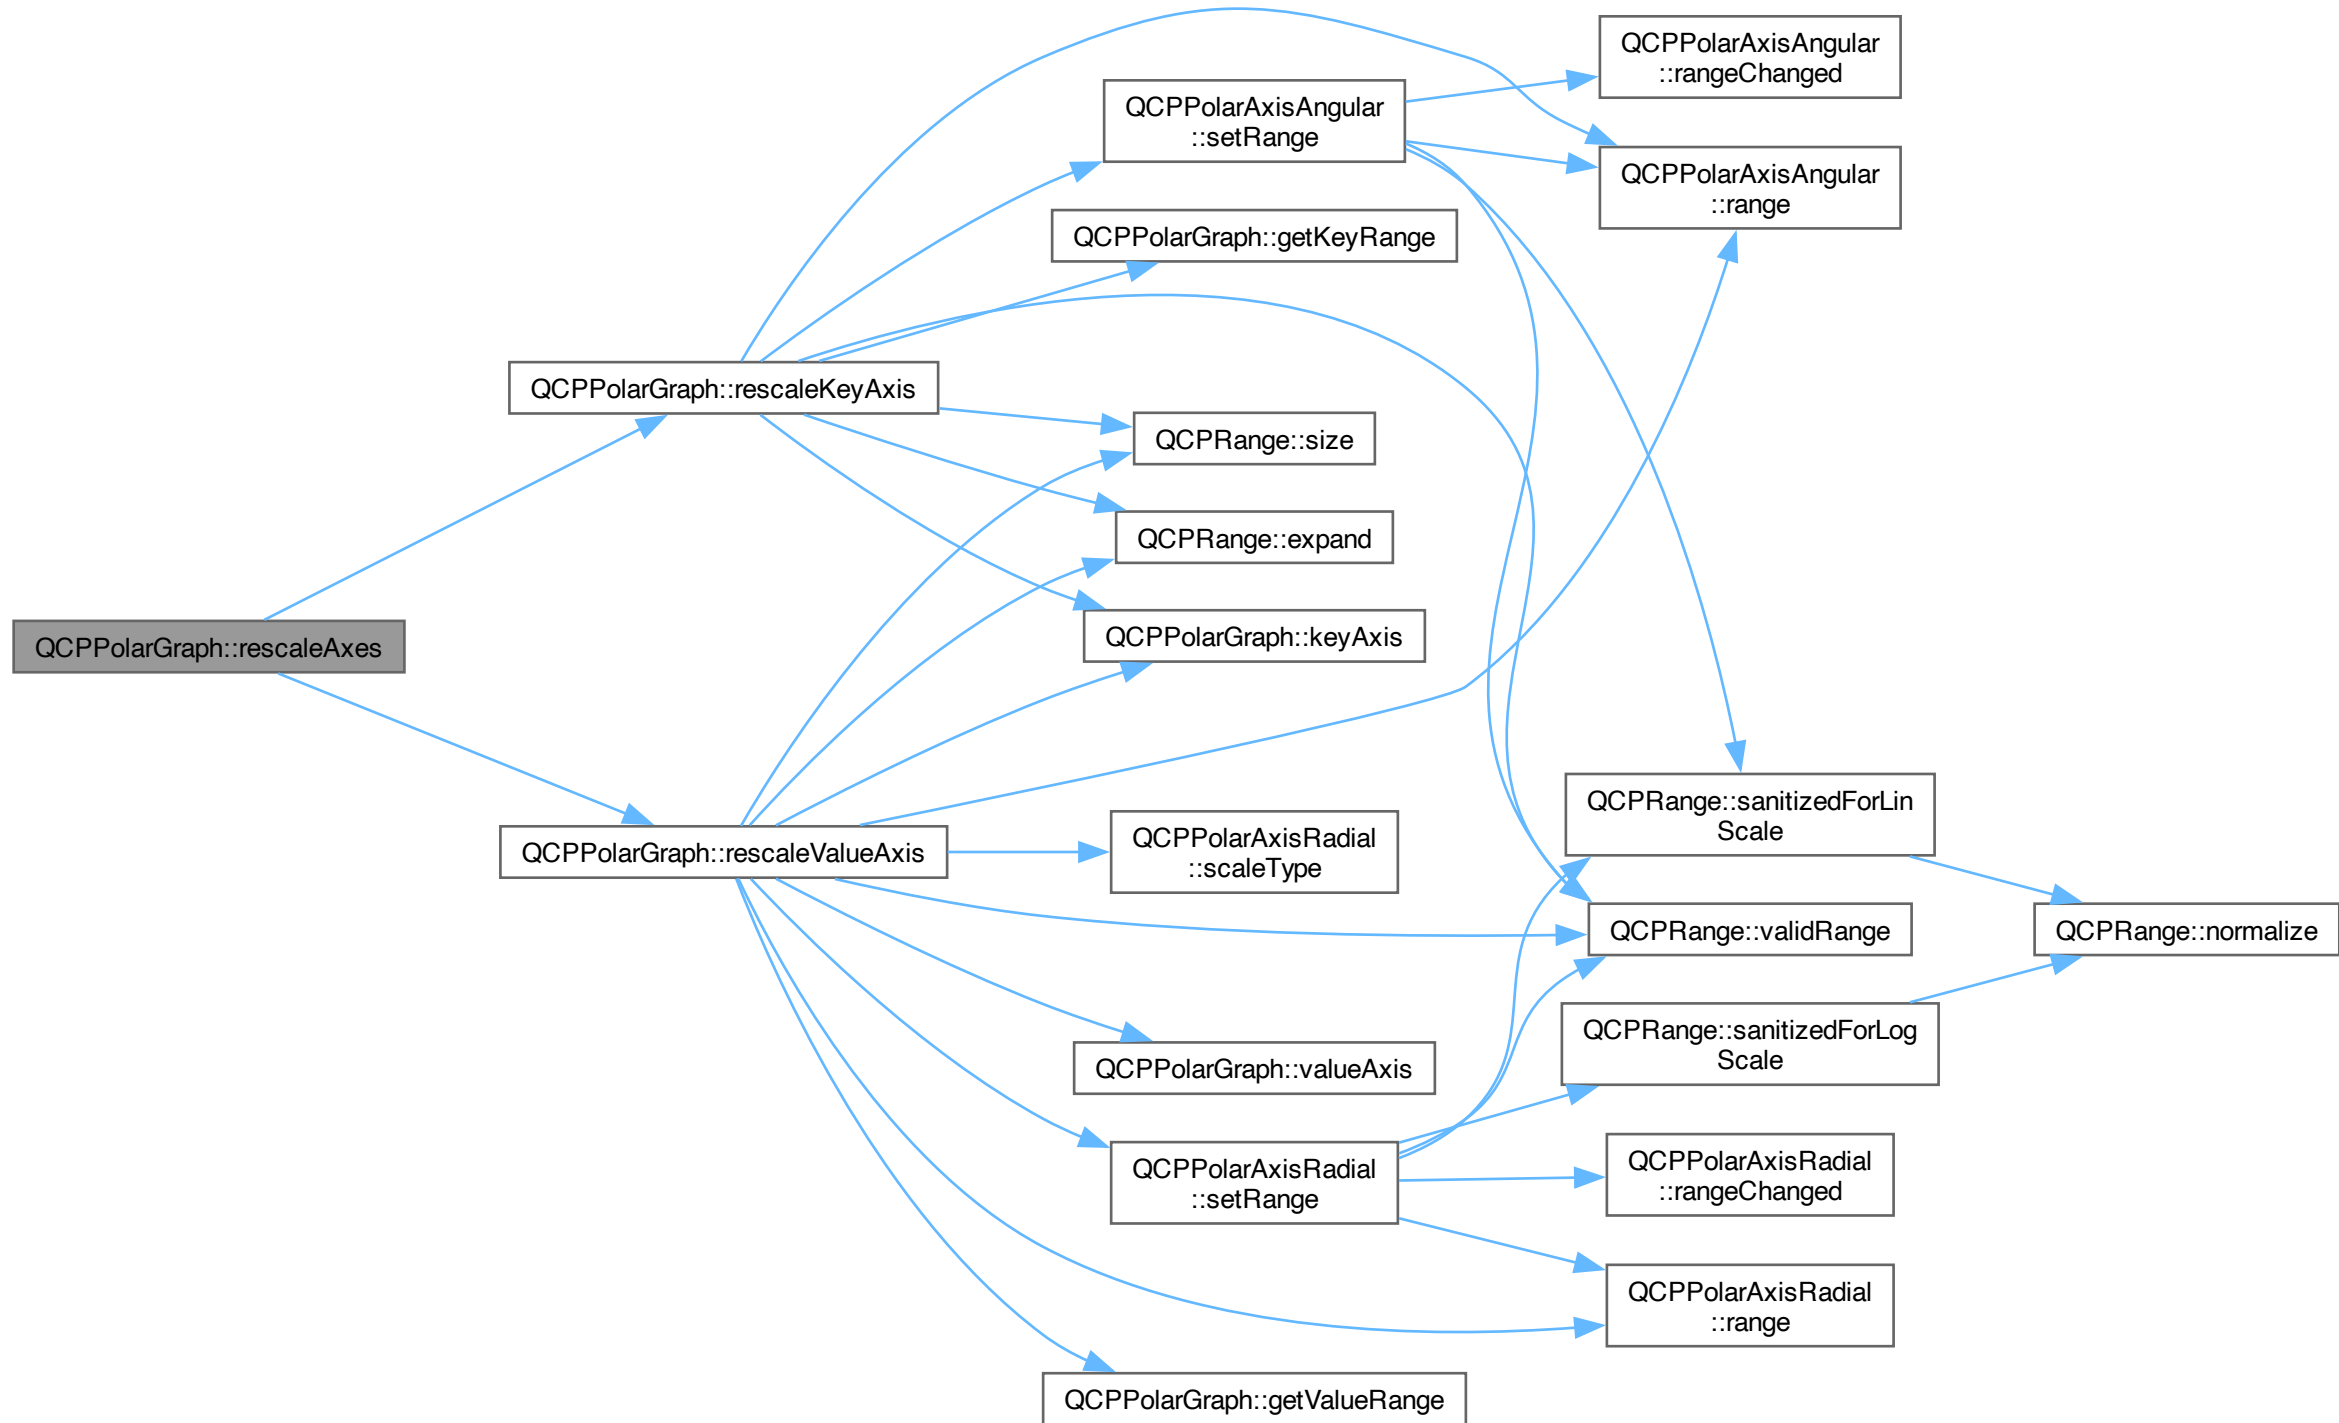 QCPPolarAxisAngular
::rangeChanged
QCPPolarAxisAngular
::setRange
QCPPolarAxisAngular
::range
QCPPolarGraph::getKeyRange
QCPPolarGraph::rescaleKeyAxis
QCPRange::size
QCPRange::expand
QCPPolarGraph::keyAxis
QCPPolarGraph::rescaleAxes
QCPRange::sanitizedForLin
Scale
QCPPolarAxisRadial
::scaleType
QCPPolarGraph::rescaleValueAxis
QCPRange::validRange
QCPRange::normalize
QCPRange::sanitizedForLog
Scale
QCPPolarGraph::valueAxis
QCPPolarAxisRadial
::setRange
QCPPolarAxisRadial
::rangeChanged
QCPPolarAxisRadial
::range
QCPPolarGraph::getValueRange